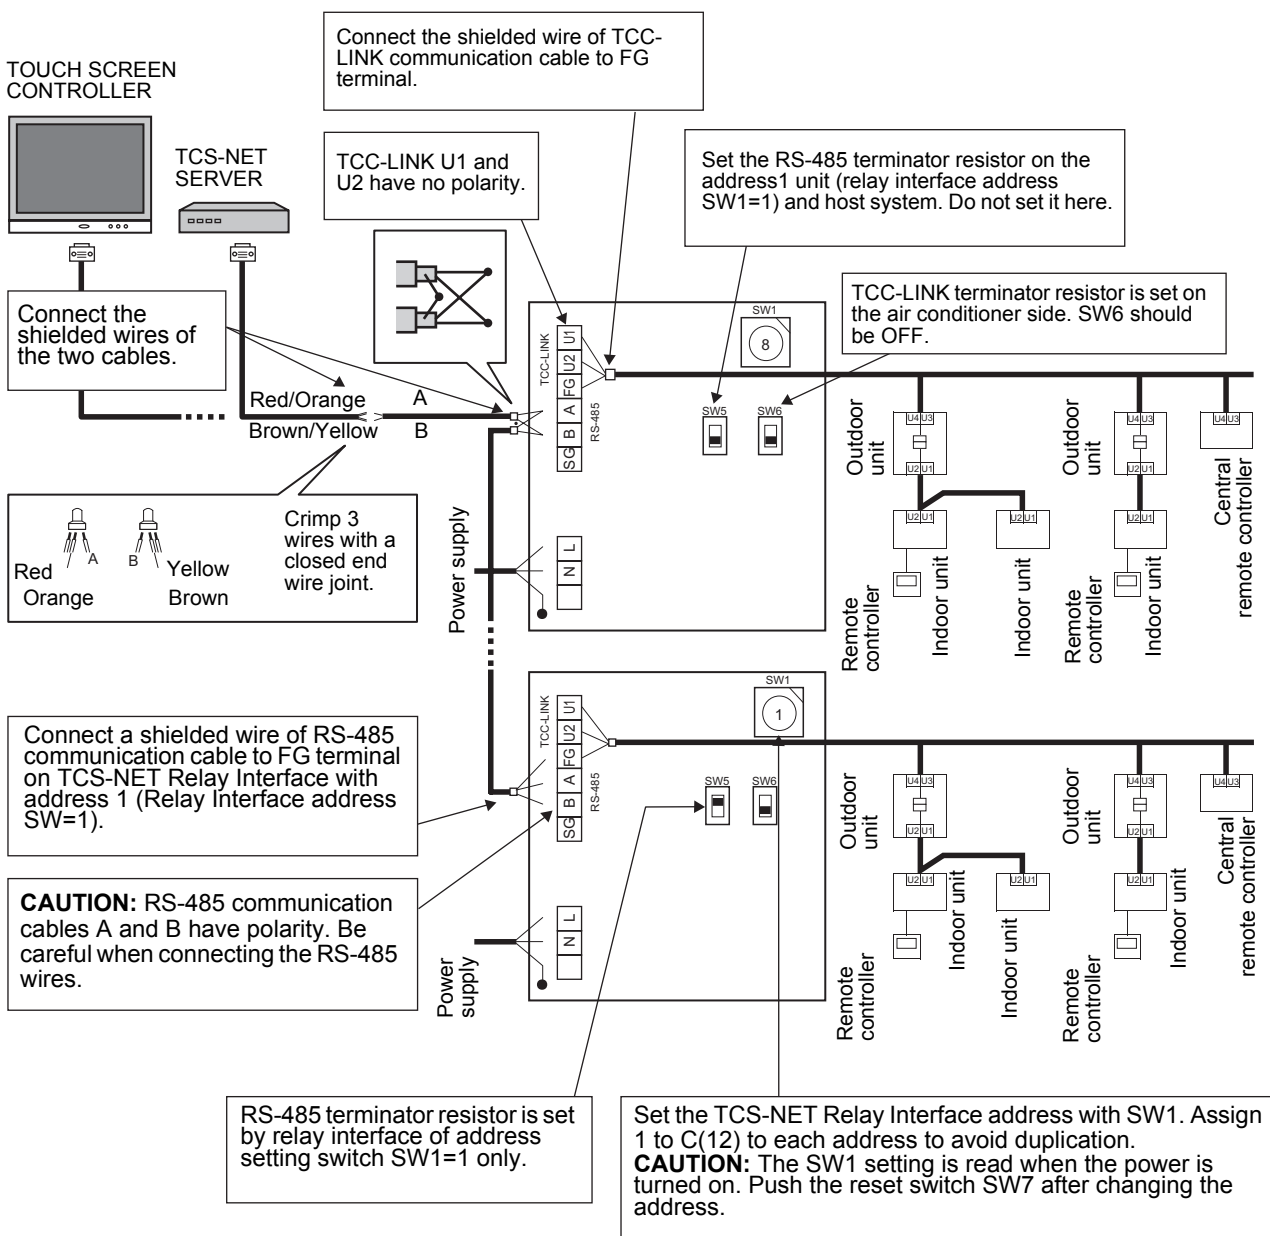 Connect the shielded wire of TCC-
LINK communication cable to FG
terminal.
TOUCH SCREEN
CONTROLLER
TCS-NET
SERVER
TCC-LINK U1 and
U2 have no polarity.
Set the RS-485 terminator resistor on the
address1 unit (relay interface address
SW1=1) and host system. Do not set it here.
TCC-LINK terminator resistor is set on
the air conditioner side. SW6 should
be OFF.
Connect the
shielded wires of
the two cables.
Red/Orange
A
Brown/Yellow
B
Crimp 3
wires with a
closed end
wire joint.
A
B
Red
Orange
Yellow
Brown
TCC-LINK
U1
U2
FG
A
B
SG
RS-485
SW1
8
SW5
SW6
Power supply
L
N
U4 U3
U2 U1
Outdoor
unit
U2 U1
U2 U1
Remote
controller
Indoor unit
Indoor unit
U4 U3
U2 U1
Outdoor
unit
U2 U1
Remote
controller
Indoor unit
U4 U3
Central
remote controller
Connect a shielded wire of RS-485
communication cable to FG terminal
on TCS-NET Relay Interface with
address 1 (Relay Interface address
SW=1).
CAUTION: RS-485 communication
cables A and B have polarity. Be
careful when connecting the RS-485
wires.
TCC-LINK
U1
U2
FG
A
B
SG
RS-485
SW1
1
SW5
SW6
Power
supply
L
N
U4 U3
U2 U1
Outdoor
unit
U2 U1
U2 U1
Remote
controller
Indoor unit
Indoor unit
U4 U3
U2 U1
Outdoor
unit
U2 U1
Remote
controller
Indoor unit
U4 U3
Central
remote controller
RS-485 terminator resistor is set
by relay interface of address
setting switch SW1=1 only.
Set the TCS-NET Relay Interface address with SW1. Assign
1 to C(12) to each address to avoid duplication.
CAUTION: The SW1 setting is read when the power is
turned on. Push the reset switch SW7 after changing the
address.